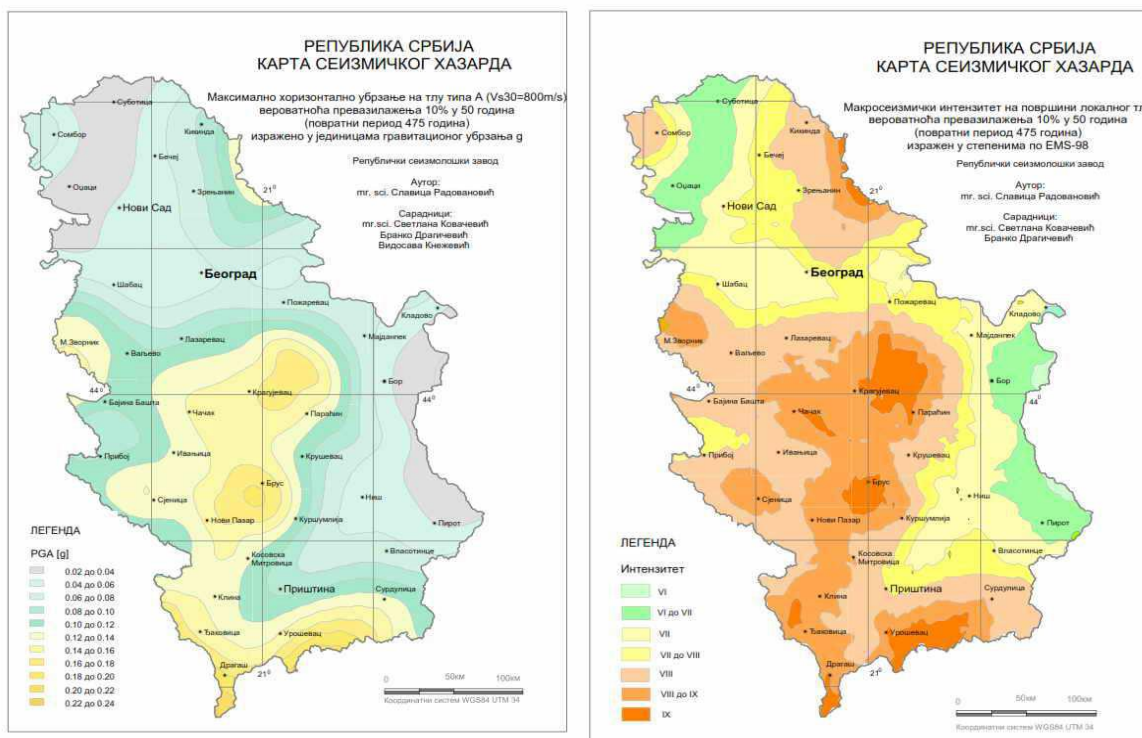 РЕПУБЛИКА СРБИЈА
КАРТА СЕИЗМИЧКОГ ХАЗАРДА
Максимално хоризонтално убрзање на тлу типа А (Vs30=800m/s)
вероватноћа превазилажења 10% у 50 година
(повратни период 475 година)
изражено у јединицама гравитационог убрзања g
Републички сеизмолошки завод
Аутор:
mr. sci. Славица Радовановић
Сарадници:
mr.sci. Светлана Ковачевић
Бранко Драгичевић
Видосава Кнежевић
Суботица
Сомбор
Кикинда
Бечеј
Оџаци
Зрењанин
21⁰
Нови Сад
Београд
Шабац
Пожаревац
Кладово
Мајданпек
М.Зворник
Лазаревац
Ваљево
Бор
44⁰
Крагујевац
44⁰
Бајина Башта
Чачак
Параћин
Прибој
Ивањица
Крушевац
Брус
Сјеница
Ниш
Нови Пазар
Куршумлија
Пирот
Косовска
Митровица
Власотинце
Приштина
Клина
Сурдулица
Ђаковица
Урошевац
Драгаш
21⁰
ЛЕГЕНДА
PGA [g]
0.02 до 0.04
0.04 до 0.06
0.06 до 0.08
0.08 до 0.10
0.10 до 0.12
0.12 до 0.14
0.14 до 0.16
0.16 до 0.18
0.18 до 0.20
0.20 до 0.22
0.22 до 0.24
0 50км 100км
Координатни систем WGS84 UTM 34
РЕПУБЛИКА СРБИЈА
КАРТА СЕИЗМИЧКОГ ХАЗАРДА
Макросеизмички интензитет на површини локалног тл
вероватноћа превазилажења 10% у 50 година
(повратни период 475 година)
изражен у степенима по EMS-98
Републички сеизмолошки завод
Аутор:
mr. sci. Славица Радовановић
Сарадници:
mr.sci. Светлана Ковачевић
Бранко Драгичевић
Суботица
Сомбор
Кикинда
Бечеј
Оџаци
Зрењанин
21⁰
Нови Сад
Београд
Шабац
Пожаревац
Кладово
Мајданпек
М.Зворник
Лазаревац
Ваљево
Бор
44⁰
Крагујевац
44⁰
Бајина Башта
Чачак
Параћин
Прибој
Ивањица
Крушевац
Брус
Сјеница
Ниш
Нови Пазар
Куршумлија
Пирот
Косовска
Митровица
Власотинце
Приштина
Клина
Сурдулица
Ђаковица
Урошевац
Драгаш
21⁰
ЛЕГЕНДА
Интензитет
VI
VI до VII
VII
VII до VIII
VIII
VIII до IX
IX
0 50км 100км
Координатни систем WGS84 UTM 34